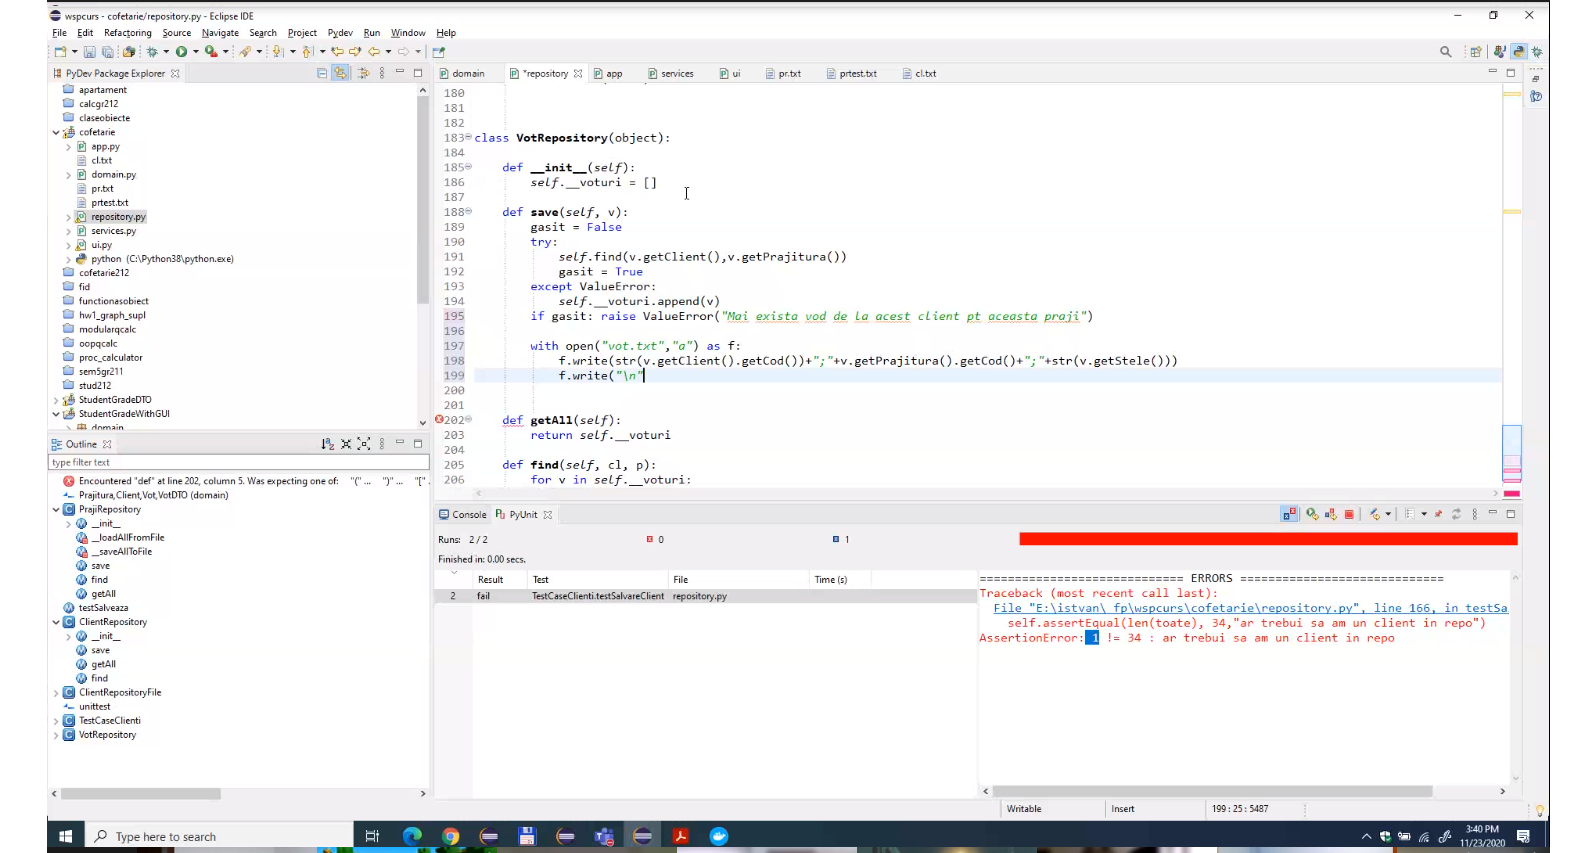 wspcurs - cofetarie/repository.py - Eclipse IDE
File Edit Refactoring Source Navigate Search Project Pydev Run Window Help
PyDev Package Explorer
domain *repository app services ui pr.txt prtest.txt cl.txt
apartament
calcgr212
claseobiecte
cofetarie
app.py
cl.txt
domain.py
pr.txt
prtest.txt
repository.py
services.py
ui.py
python (C:\Python38\python.exe)
cofetarie212
fid
functionasobject
hw1_graph_supl
modularqcalc
oopqcalc
proc_calculator
sem5gr211
stud212
StudentGradeDTO
StudentGradeWithGUI
domain
180
181
182
183 class VotRepository(object):
184
185 def __init__(self):
186 self.__voturi = []
187
188 def save(self, v):
189 gasit = False
190 try:
191 self.find(v.getClient(),v.getPrajitura())
192 gasit = True
193 except ValueError:
194 self.__voturi.append(v)
195 if gasit: raise ValueError("Mai exista vod de la acest client pt aceasta praji")
196
197 with open("vot.txt","a") as f:
198 f.write(str(v.getClient().getCod())+";"+v.getPrajitura().getCod()+";"+str(v.getStele()))
199 f.write("\n"
200
201
202 def getAll(self):
203 return self.__voturi
204
205 def find(self, cl, p):
206 for v in self.__voturi:
Outline
type filter text
Encountered "def" at line 202, column 5. Was expecting one of: "(" ... ")" ... "[" .
Prajitura,Client,Vot,VotDTO (domain)
PrajiRepository
__init__
__loadAllFromFile
__saveAllToFile
save
find
getAll
testSalveaza
ClientRepository
__init__
save
getAll
find
ClientRepositoryFile
unittest
TestCaseClienti
VotRepository
Console PyUnit
Runs: 2 / 2 0 1
Finished in: 0.00 secs.
Result Test File Time (s)
2 fail TestCaseClienti.testSalvareClient repository.py
============================== ERRORS =============================
Traceback (most recent call last):
File "E:\istvan\_fp\wspcurs\cofetarie\repository.py", line 166, in testSa
self.assertEqual(len(toate), 34,"ar trebui sa am un client in repo")
AssertionError: 1 != 34 : ar trebui sa am un client in repo
Writable Insert 199 : 25 : 5487
Type here to search
3:40 PM
11/23/2020